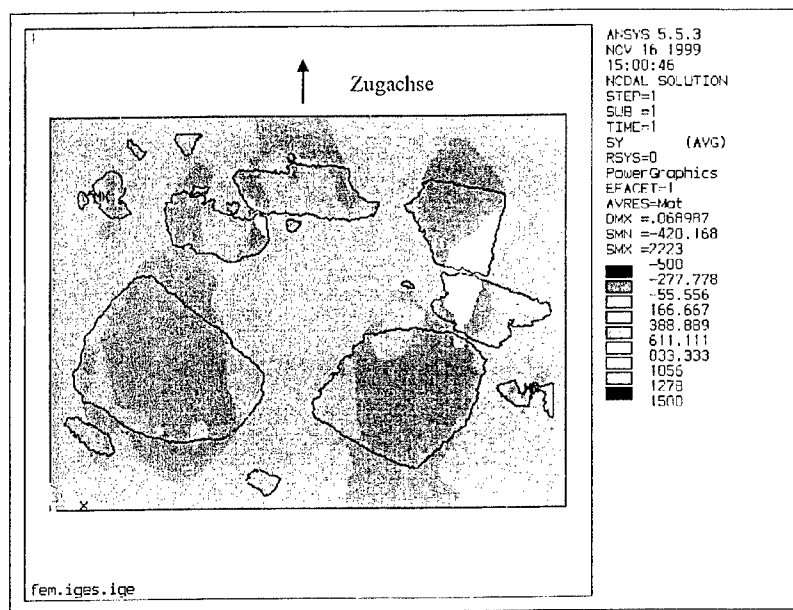 1
Zugachse
ANSYS 5.5.3
NOV 16 1999
15:00:46
NODAL SOLUTION
STEP=1
SUB =1
TIME=1
SY (AVG)
RSYS=0
PowerGraphics
EFACET=1
AVRES=Mat
DMX =.068987
SMN =-420.168
SMX =2223
-500
-277.778
-55.556
166.667
388.889
611.111
833.333
1056
1278
1500
X
fem.iges.ige